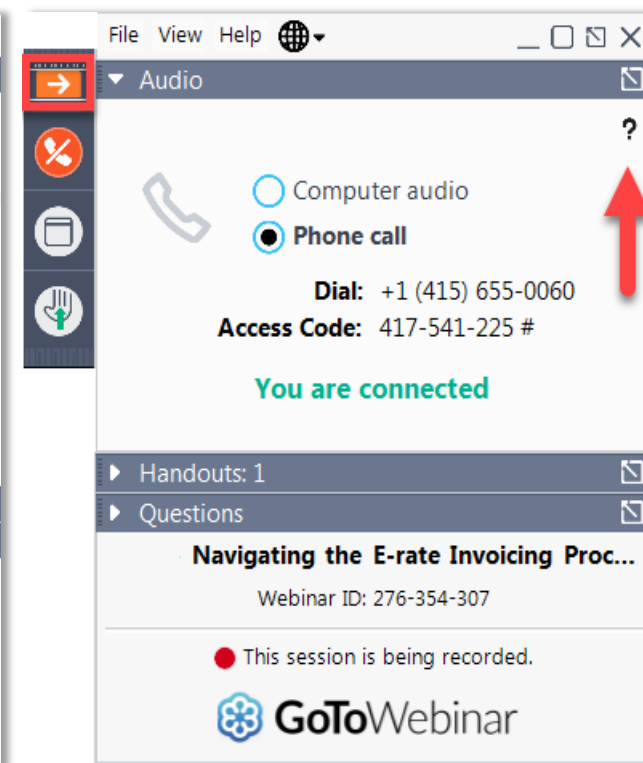 File View Help
Audio
?
Computer audio
Phone call
Dial: +1 (415) 655-0060
Access Code: 417-541-225 #
You are connected
Handouts: 1
Questions
Navigating the E-rate Invoicing Proc...
Webinar ID: 276-354-307
This session is being recorded.
GoToWebinar